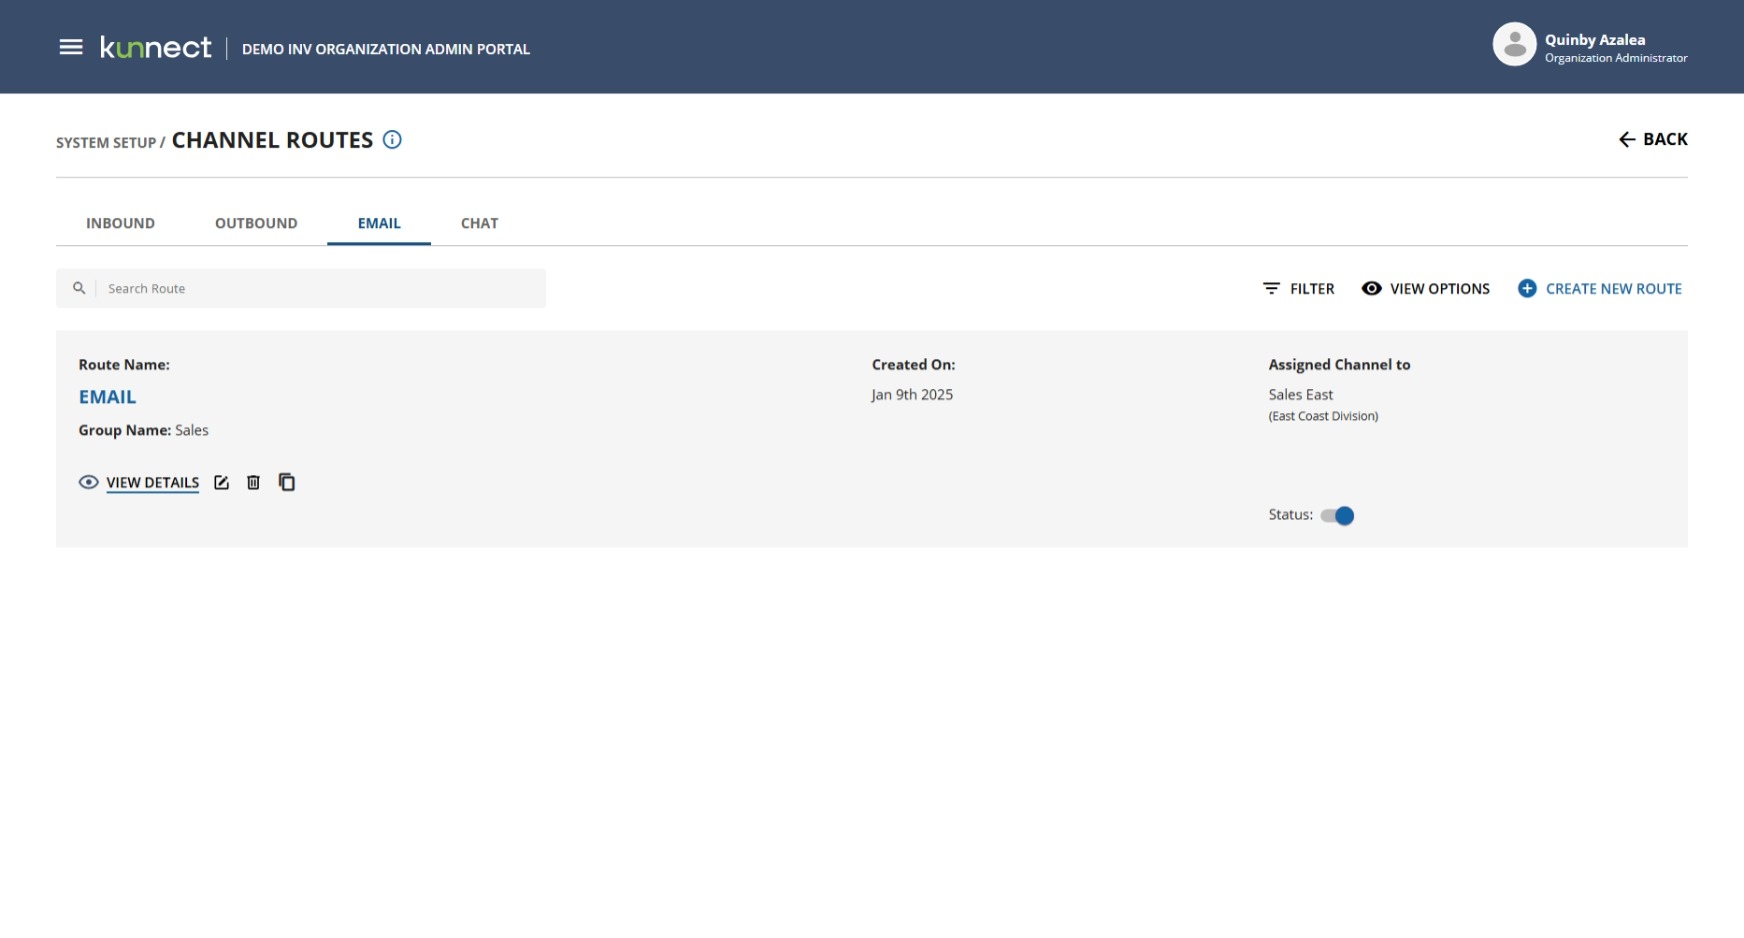 kunnect
DEMO INV ORGANIZATION ADMIN PORTAL
Quinby Azalea
Organization Administrator
SYSTEM SETUP / CHANNEL ROUTES
BACK
INBOUND
OUTBOUND
EMAIL
CHAT
Search Route
FILTER
VIEW OPTIONS
CREATE NEW ROUTE
Route Name:
EMAIL
Group Name: Sales
VIEW DETAILS
Created On:
Jan 9th 2025
Assigned Channel to
Sales East
(East Coast Division)
Status: